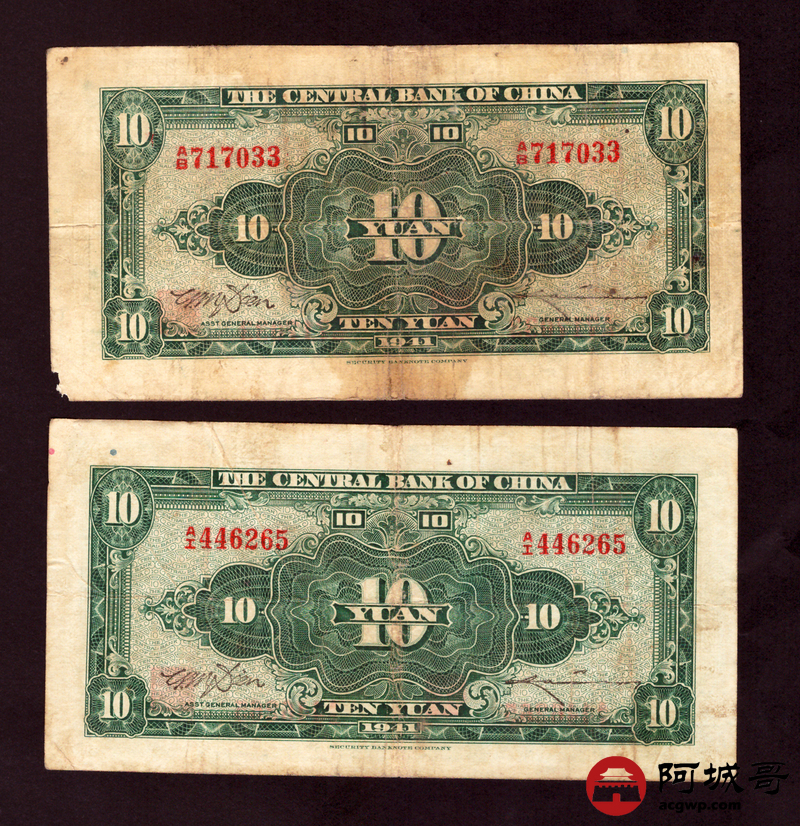 THE CENTRAL BANK OF CHINA
10 10 10 10
A/B 717033 A/B 717033
10 10 YUAN 10
ASST GENERAL MANAGER GENERAL MANAGER
10 TEN YUAN 10
1941
SECURITY BANKNOTE COMPANY
THE CENTRAL BANK OF CHINA
10 10 10 10
A/I 446265 A/I 446265
10 10 YUAN 10
ASST GENERAL MANAGER GENERAL MANAGER
10 TEN YUAN 10
1941
SECURITY BANKNOTE COMPANY
阿城哥
acgwp.com